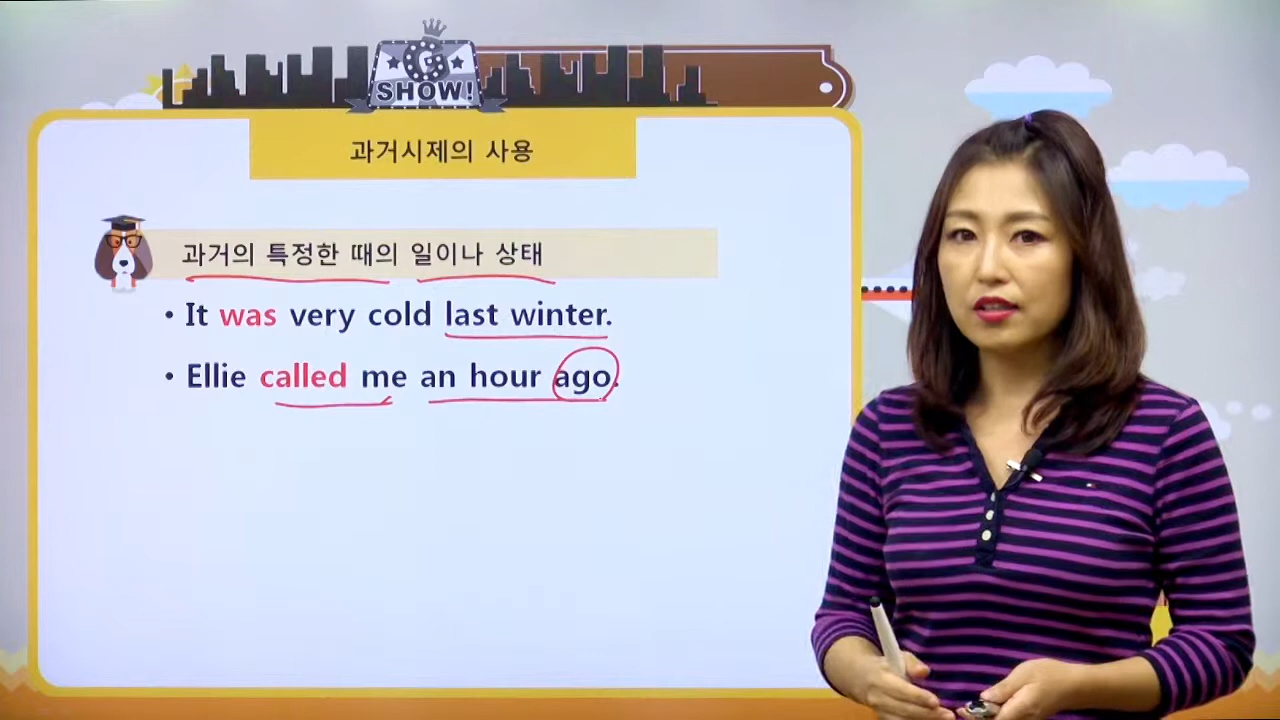 G
SHOW!
과거시제의 사용
과거의 특정한 때의 일이나 상태
• It was very cold last winter.
• Ellie called me an hour ago.